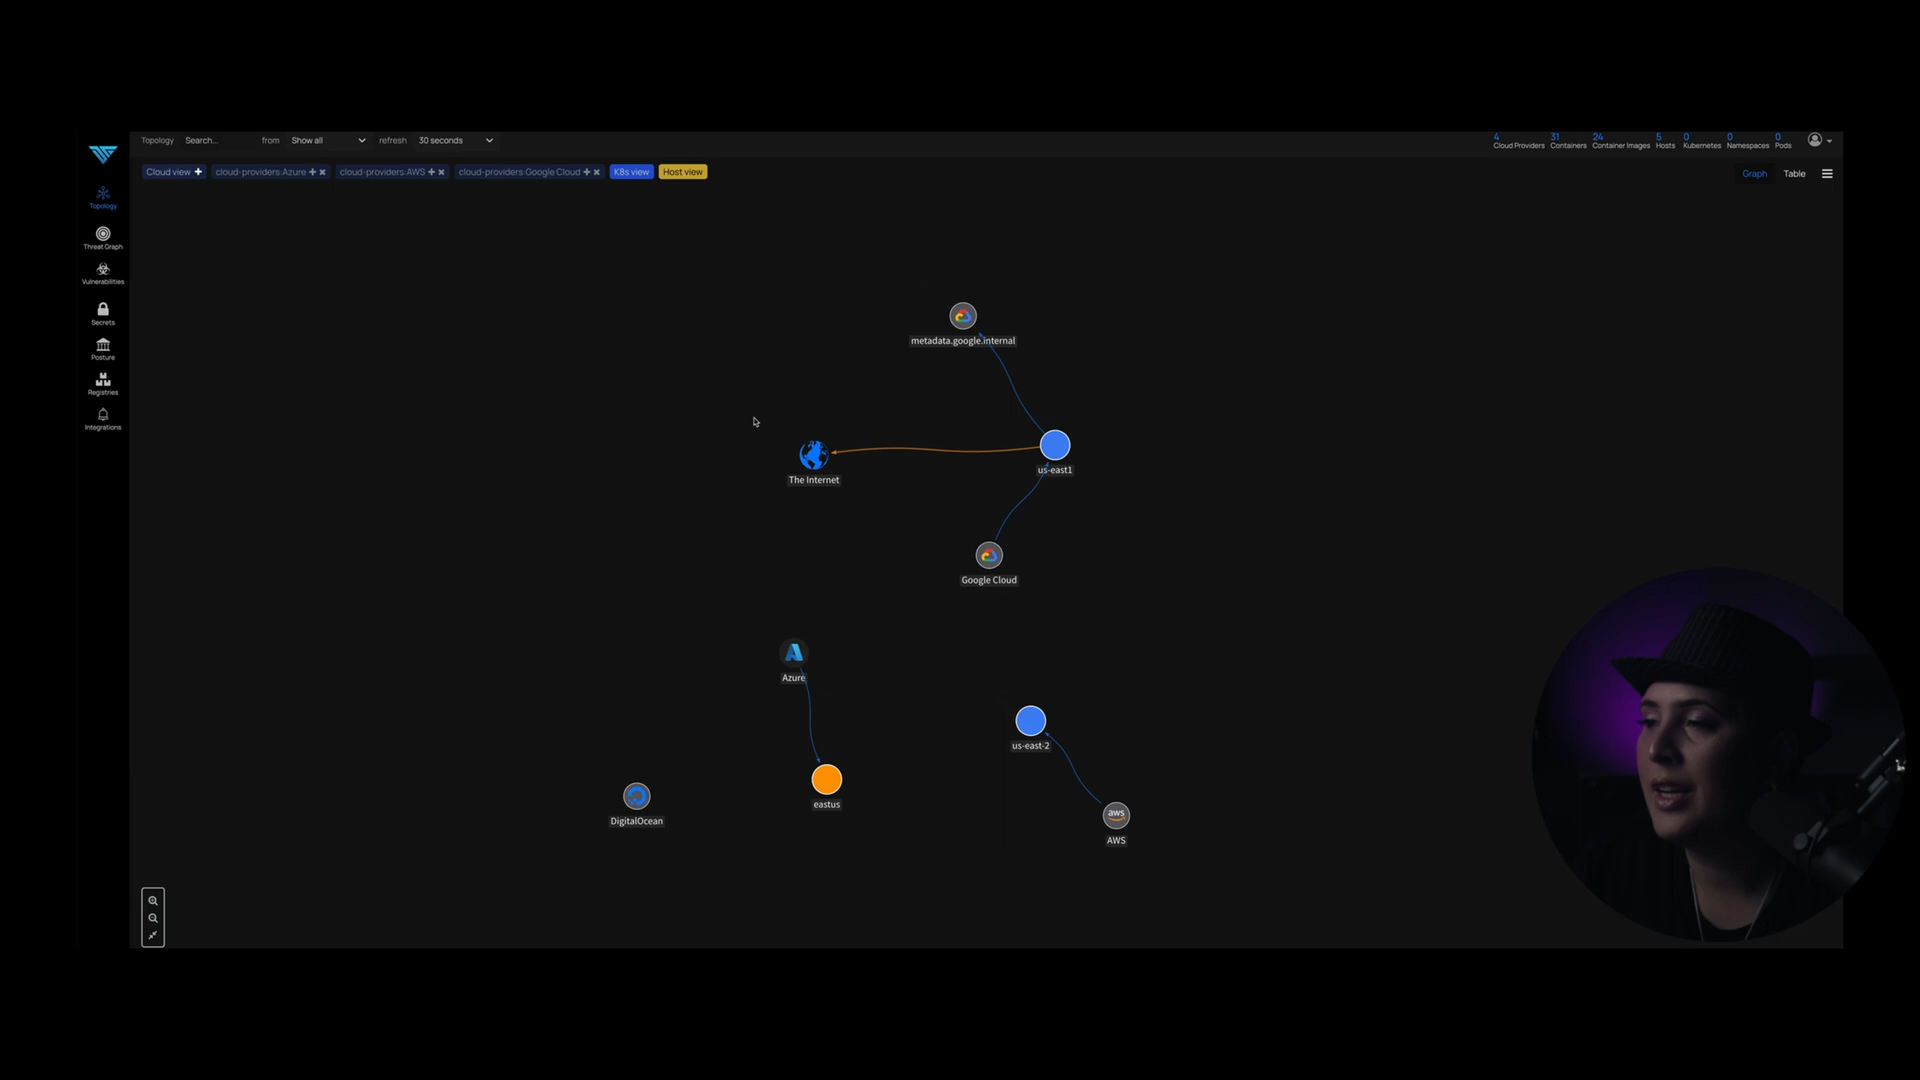 Topology Search... from Show all refresh 30 seconds
4 31 24 5 0 0 0
Cloud Providers Containers Container Images Hosts Kubernetes Namespaces Pods
Cloud view + cloud-providers:Azure + × cloud-providers:AWS + × cloud-providers:Google Cloud + × K8s view Host view
Graph Table
Topology
Threat Graph
Vulnerabilities
Secrets
Posture
Registries
Integrations
metadata.google.internal
The Internet
us-east1
Google Cloud
Azure
us-east-2
eastus
DigitalOcean
aws
AWS